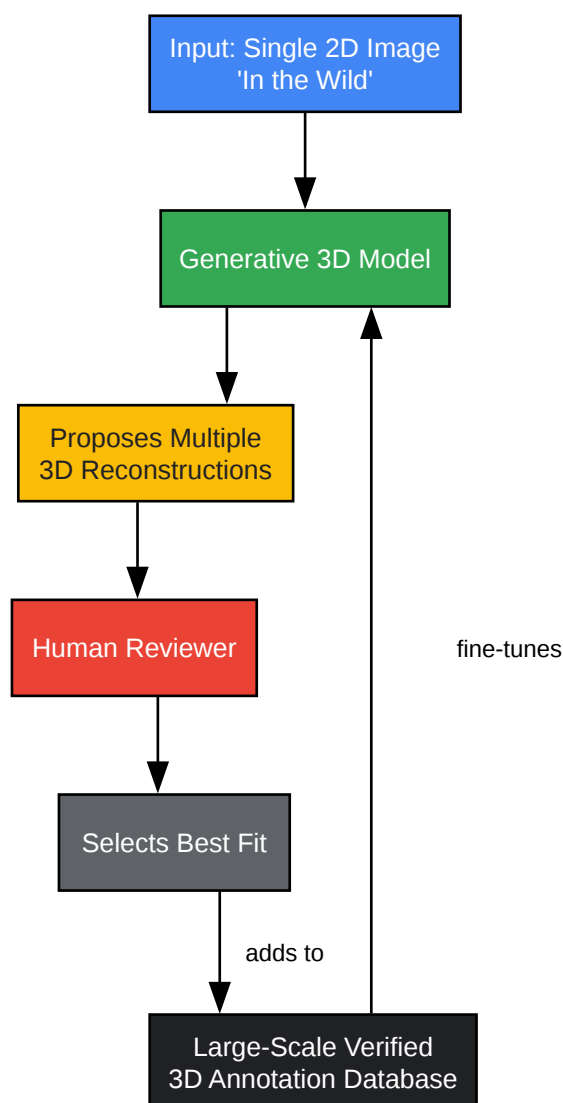 Input: Single 2D Image
'In the Wild'
Generative 3D Model
Proposes Multiple
3D Reconstructions
Human Reviewer
fine-tunes
Selects Best Fit
adds to
Large-Scale Verified
3D Annotation Database